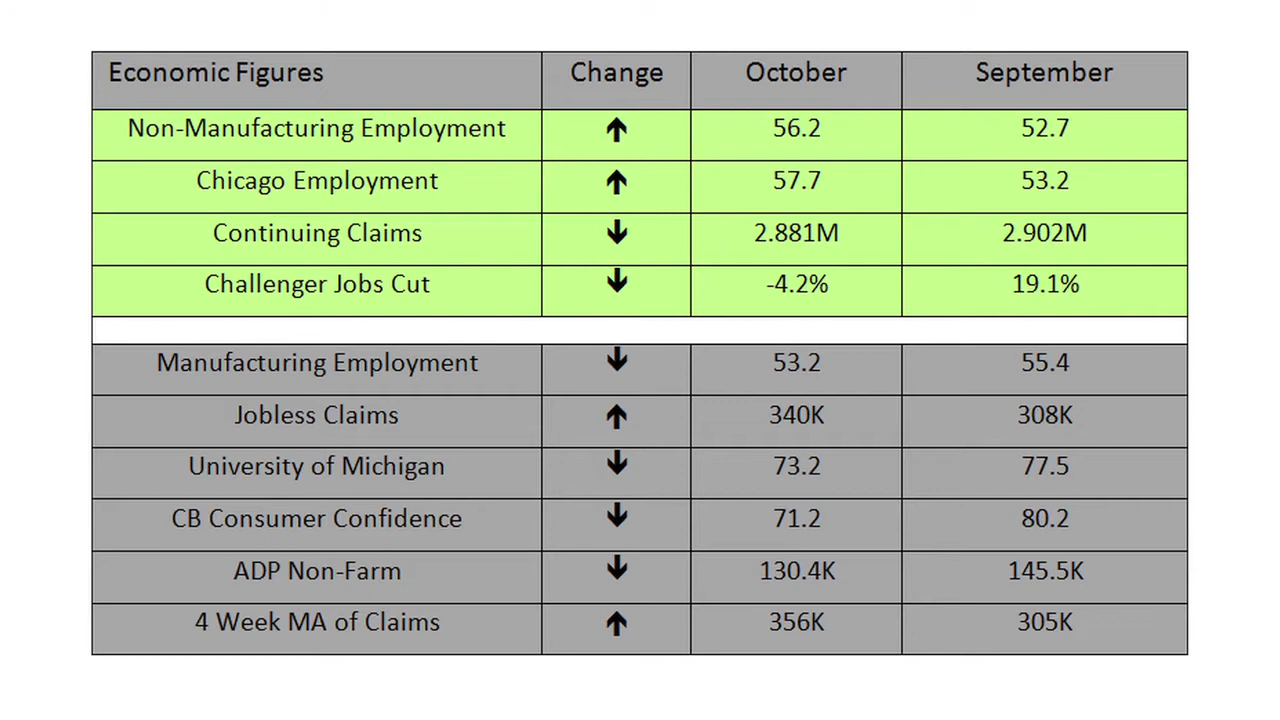 Economic Figures Change October September
Non-Manufacturing Employment ↑ 56.2 52.7
Chicago Employment ↑ 57.7 53.2
Continuing Claims ↓ 2.881M 2.902M
Challenger Jobs Cut ↓ -4.2% 19.1%
Manufacturing Employment ↓ 53.2 55.4
Jobless Claims ↑ 340K 308K
University of Michigan ↓ 73.2 77.5
CB Consumer Confidence ↓ 71.2 80.2
ADP Non-Farm ↓ 130.4K 145.5K
4 Week MA of Claims ↑ 356K 305K